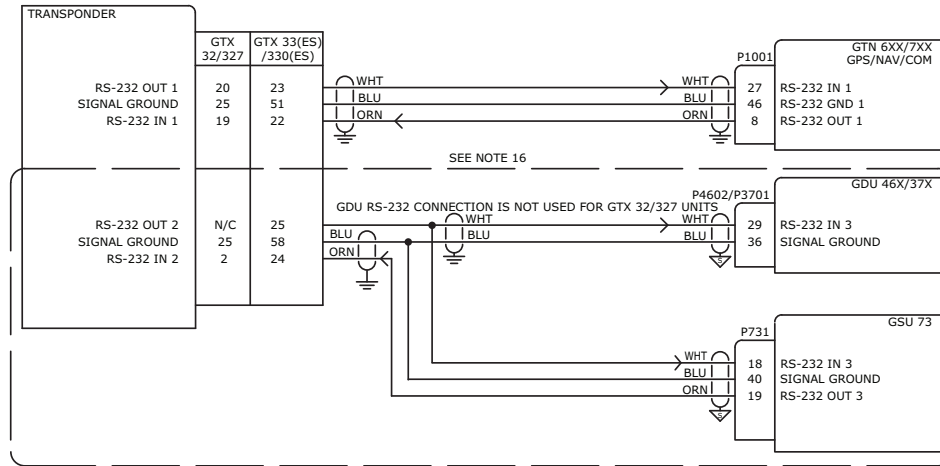 TRANSPONDER
GTX 32/327
GTX 33(ES) /330(ES)
RS-232 OUT 1 20 23
SIGNAL GROUND 25 51
RS-232 IN 1 19 22
WHT WHT
BLU BLU
ORN ORN
P1001
GTN 6XX/7XX
GPS/NAV/COM
27 RS-232 IN 1
46 RS-232 GND 1
8 RS-232 OUT 1
SEE NOTE 16
RS-232 OUT 2 N/C 25
SIGNAL GROUND 25 58
RS-232 IN 2 2 24
GDU RS-232 CONNECTION IS NOT USED FOR GTX 32/327 UNITS
BLU
ORN
WHT WHT
BLU BLU
P4602/P3701
GDU 46X/37X
29 RS-232 IN 3
36 SIGNAL GROUND
S
P731
GSU 73
WHT 18 RS-232 IN 3
BLU 40 SIGNAL GROUND
ORN 19 RS-232 OUT 3
S